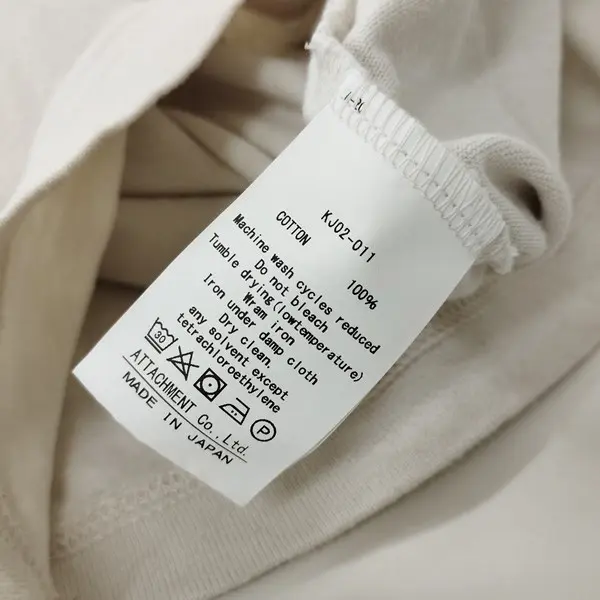 KJ02-011
COTTON 100%
Machine wash cycles reduced
Do not bleach
Tumble drying(lowtemperature)
Wram iron
Iron under damp cloth
Dry clean.
any solvent except
tetrachloroethylene
30 P
ATTACHMENT Co.,Ltd.
MADE IN JAPAN